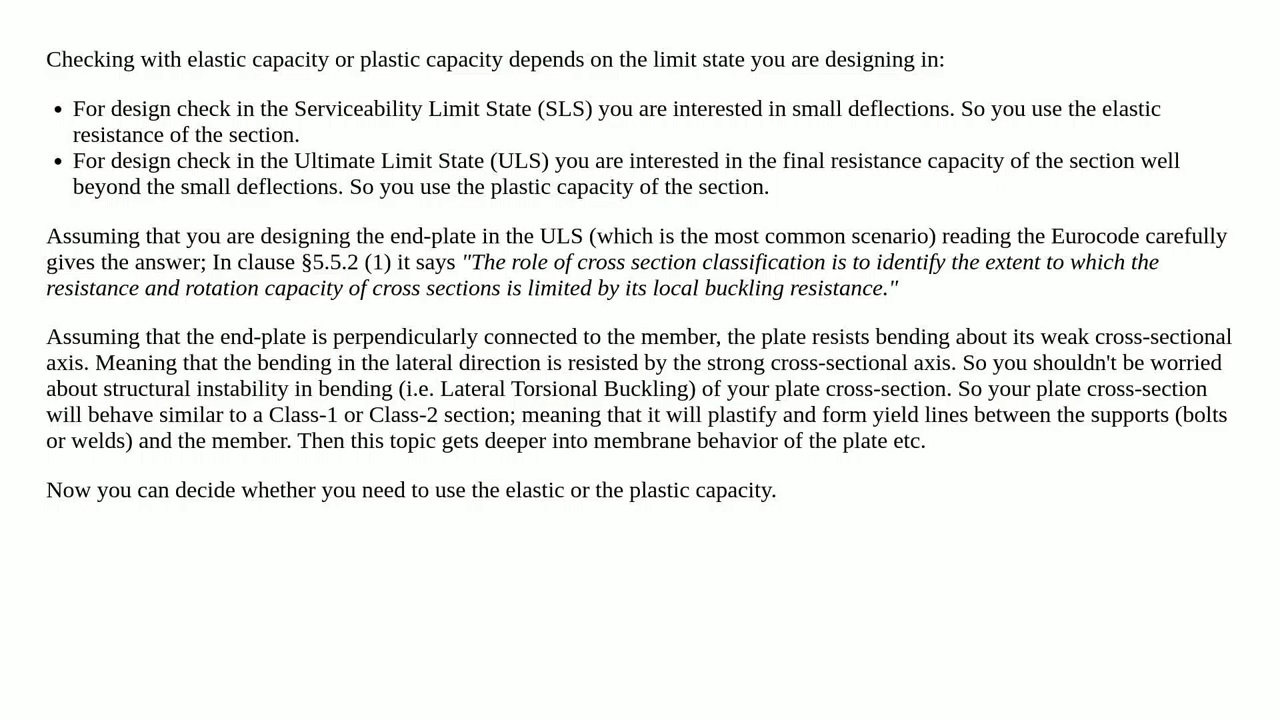 Checking with elastic capacity or plastic capacity depends on the limit state you are designing in:
• For design check in the Serviceability Limit State (SLS) you are interested in small deflections. So you use the elastic
resistance of the section.
• For design check in the Ultimate Limit State (ULS) you are interested in the final resistance capacity of the section well
beyond the small deflections. So you use the plastic capacity of the section.
Assuming that you are designing the end-plate in the ULS (which is the most common scenario) reading the Eurocode carefully
gives the answer; In clause §5.5.2 (1) it says "The role of cross section classification is to identify the extent to which the
resistance and rotation capacity of cross sections is limited by its local buckling resistance."
Assuming that the end-plate is perpendicularly connected to the member, the plate resists bending about its weak cross-sectional
axis. Meaning that the bending in the lateral direction is resisted by the strong cross-sectional axis. So you shouldn't be worried
about structural instability in bending (i.e. Lateral Torsional Buckling) of your plate cross-section. So your plate cross-section
will behave similar to a Class-1 or Class-2 section; meaning that it will plastify and form yield lines between the supports (bolts
or welds) and the member. Then this topic gets deeper into membrane behavior of the plate etc.
Now you can decide whether you need to use the elastic or the plastic capacity.